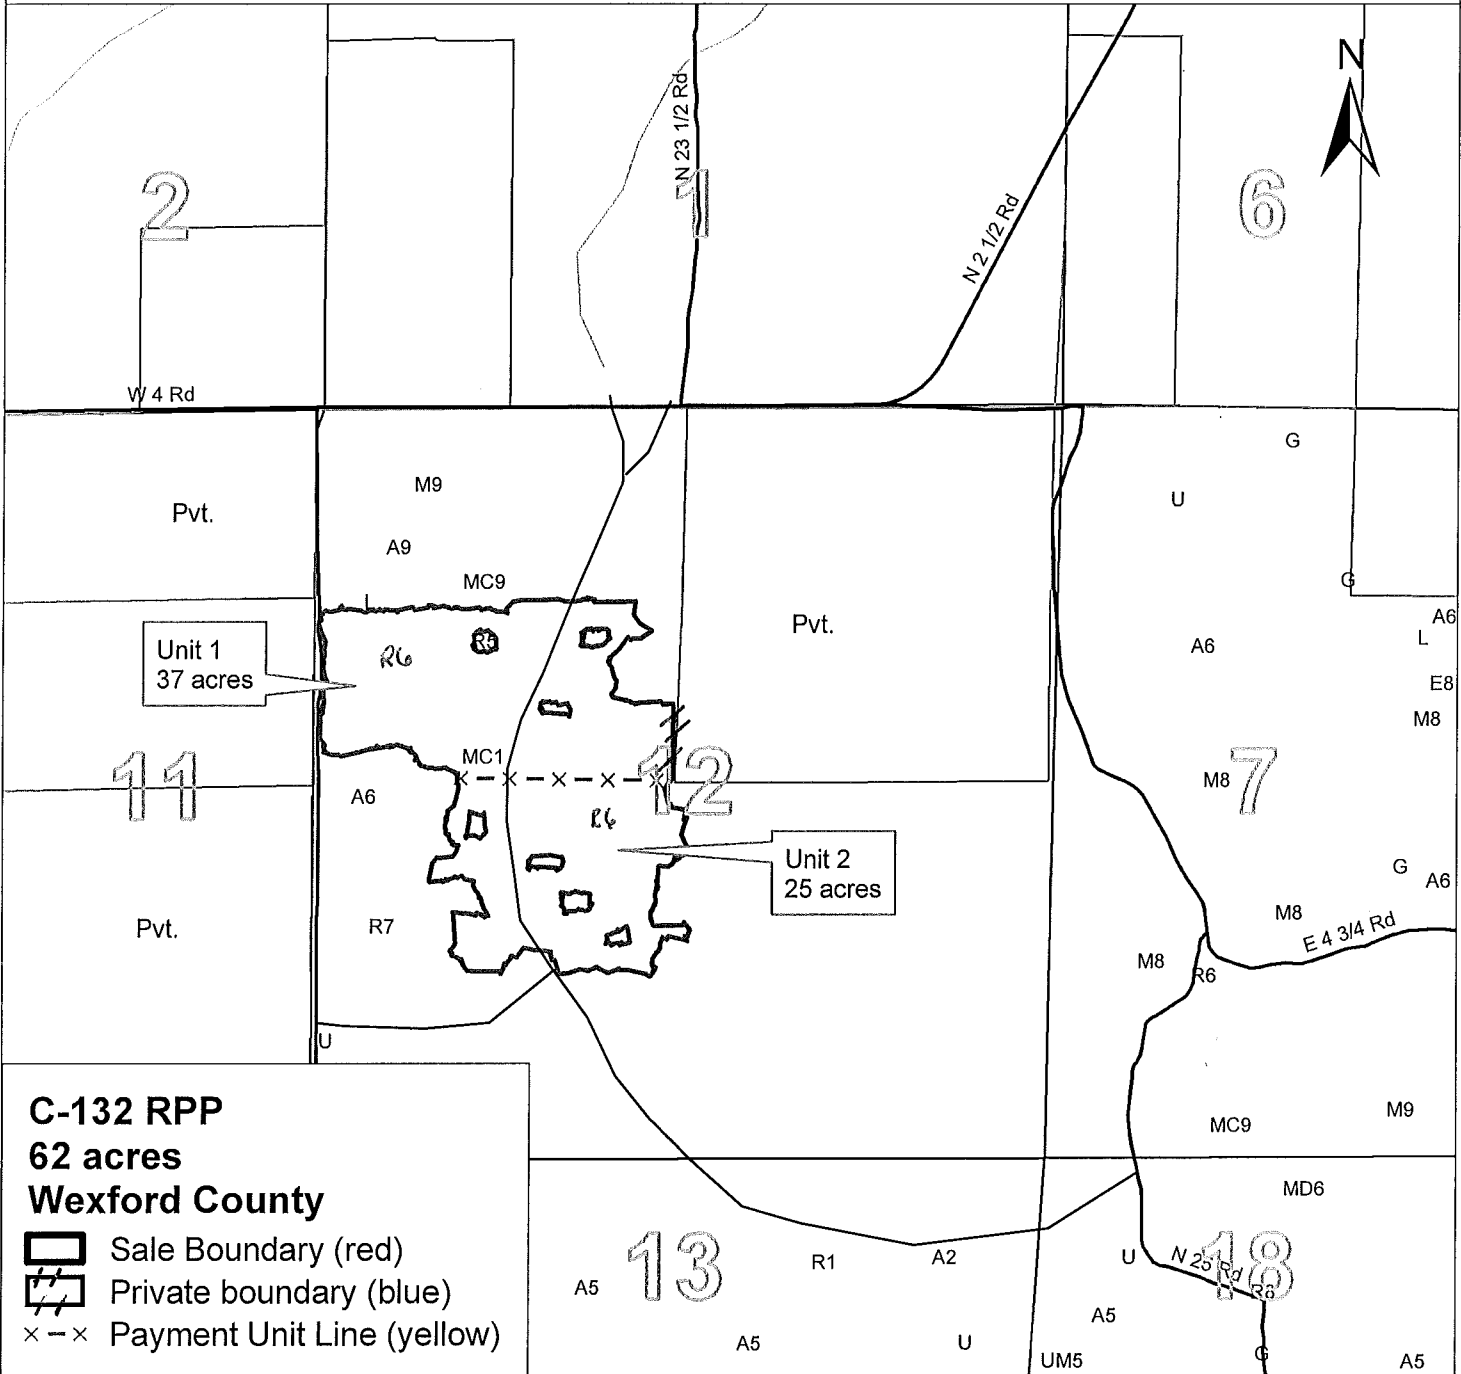 N
N 23 1/2 Rd
2
1
6
N 2 1/2 Rd
W 4 Rd
G
M9
U
Pvt.
A9
MC9
G
A6
Pvt.
L
R5
Unit 1
37 acres
R6
A6
E8
M8
MC1
11
12
M8
7
A6
R6
Unit 2
25 acres
G
A6
M8
R7
Pvt.
E 4 3/4 Rd
M8
R6
U
C-132 RPP
62 acres
Wexford County
Sale Boundary (red)
Private boundary (blue)
x – x Payment Unit Line (yellow)
M9
MC9
MD6
13
R1
A2
U
N 25 Rd
18
R6
A5
A5
A5
U
G
UM5
A5